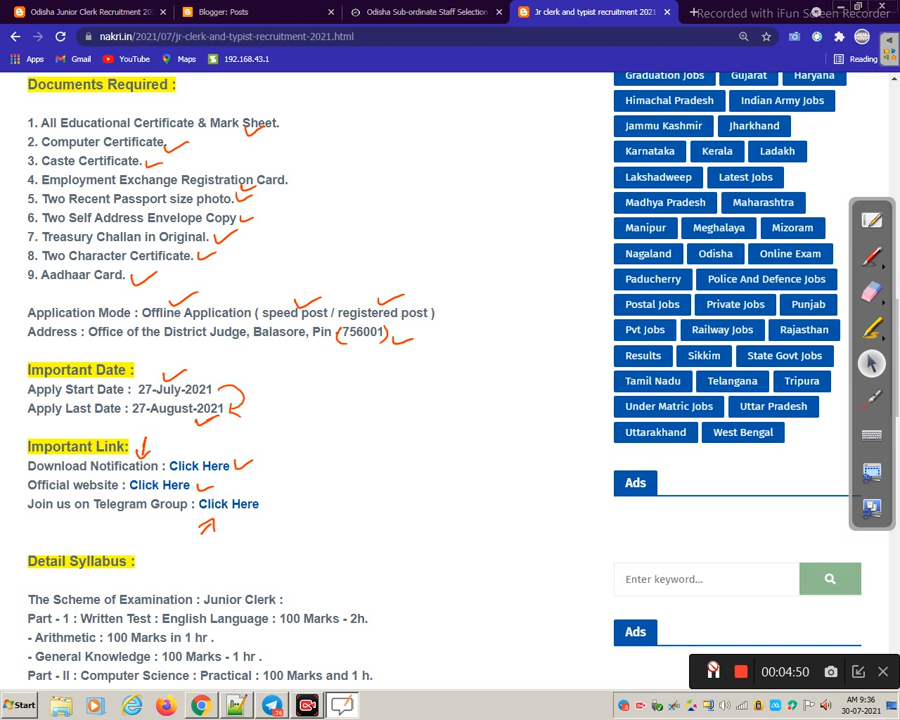 Odisha Junior Clerk Recruitment 202
Blogger: Posts
Odisha Sub-ordinate Staff Selection
Jr clerk and typist recruitment 2021
Recorded with iFun Screen Recorder
nakri.in/2021/07/jr-clerk-and-typist-recruitment-2021.html
Apps
Gmail
YouTube
Maps
192.168.43.1
Reading
Documents Required :
1. All Educational Certificate & Mark Sheet.
2. Computer Certificate.
3. Caste Certificate.
4. Employment Exchange Registration Card.
5. Two Recent Passport size photo.
6. Two Self Address Envelope Copy
7. Treasury Challan in Original.
8. Two Character Certificate.
9. Aadhaar Card.
Application Mode : Offline Application ( speed post / registered post )
Address : Office of the District Judge, Balasore, Pin -756001
Important Date :
Apply Start Date : 27-July-2021
Apply Last Date : 27-August-2021
Important Link:
Download Notification : Click Here
Official website : Click Here
Join us on Telegram Group : Click Here
Detail Syllabus :
The Scheme of Examination : Junior Clerk :
Part - 1 : Written Test : English Language : 100 Marks - 2h.
- Arithmetic : 100 Marks in 1 hr .
- General Knowledge : 100 Marks - 1 hr .
Part - II : Computer Science : Practical : 100 Marks and 1 h.
Graduation Jobs Gujarat Haryana
Himachal Pradesh Indian Army Jobs
Jammu Kashmir Jharkhand
Karnataka Kerala Ladakh
Lakshadweep Latest Jobs
Madhya Pradesh Maharashtra
Manipur Meghalaya Mizoram
Nagaland Odisha Online Exam
Paducherry Police And Defence Jobs
Postal Jobs Private Jobs Punjab
Pvt Jobs Railway Jobs Rajasthan
Results Sikkim State Govt Jobs
Tamil Nadu Telangana Tripura
Under Matric Jobs Uttar Pradesh
Uttarakhand West Bengal
Ads
Enter keyword...
Ads
00:04:50
Start
AM 9:36
30-07-2021